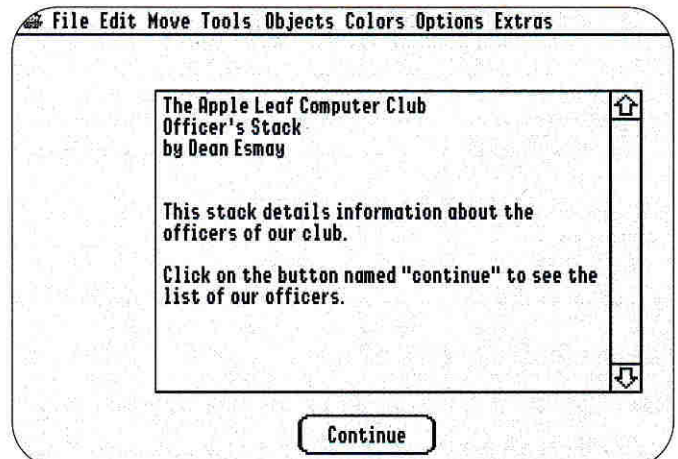 File Edit Move Tools Objects Colors Options Extras
The Apple Leaf Computer Club
Officer's Stack
by Dean Esmay
This stack details information about the
officers of our club.
Click on the button named "continue" to see the
list of our officers.
Continue